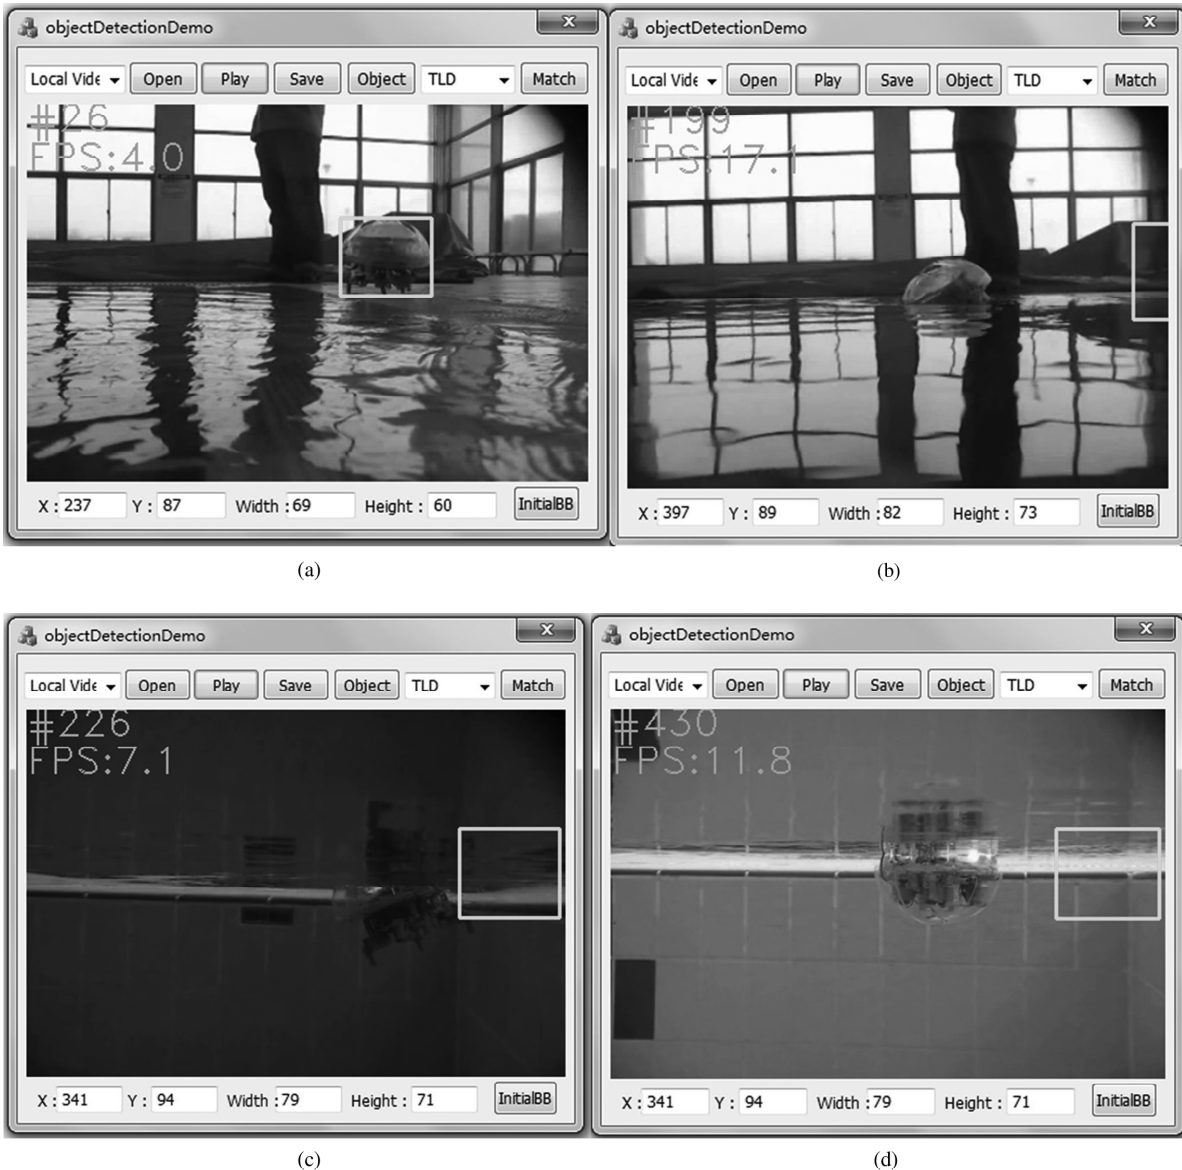 objectDetectionDemo
Local Vide Open Play Save Object TLD Match
#26
FPS:4.0
X : 237 Y : 87 Width : 69 Height : 60 InitialBB
(a)
objectDetectionDemo
Local Vide Open Play Save Object TLD Match
#199
FPS:17.1
X : 397 Y : 89 Width : 82 Height : 73 InitialBB
(b)
objectDetectionDemo
Local Vide Open Play Save Object TLD Match
#226
FPS:7.1
X : 341 Y : 94 Width : 79 Height : 71 InitialBB
(c)
objectDetectionDemo
Local Vide Open Play Save Object TLD Match
#430
FPS:11.8
X : 341 Y : 94 Width : 79 Height : 71 InitialBB
(d)